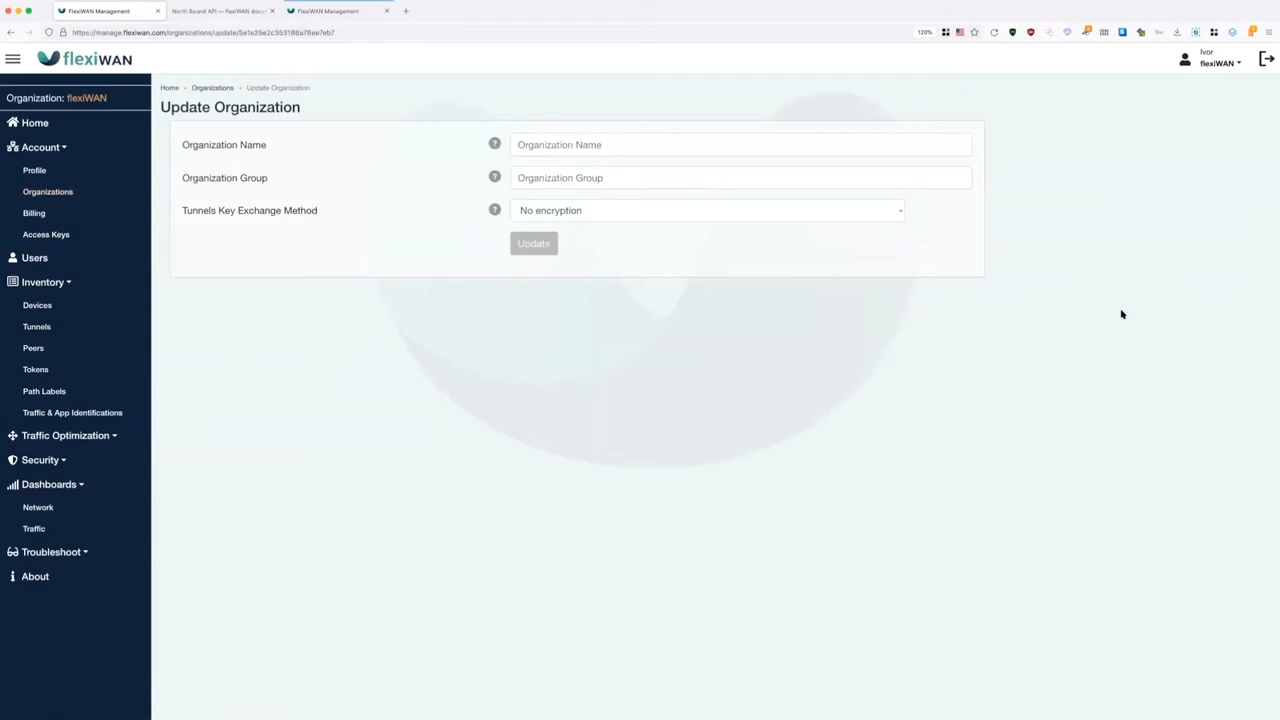 FlexiWAN Management
North Bound API — flexiWAN docu
FlexiWAN Management
https://manage.flexiwan.com/organizations/update/5e1e25e2c353186a78ee7eb7
120%
flexiWAN
Ivor
flexiWAN
Organization: flexiWAN
Home
Account
Profile
Organizations
Billing
Access Keys
Users
Inventory
Devices
Tunnels
Peers
Tokens
Path Labels
Traffic & App Identifications
Traffic Optimization
Security
Dashboards
Network
Traffic
Troubleshoot
About
Home - Organizations - Update Organization
Update Organization
Organization Name ? Organization Name
Organization Group ? Organization Group
Tunnels Key Exchange Method ? No encryption
Update